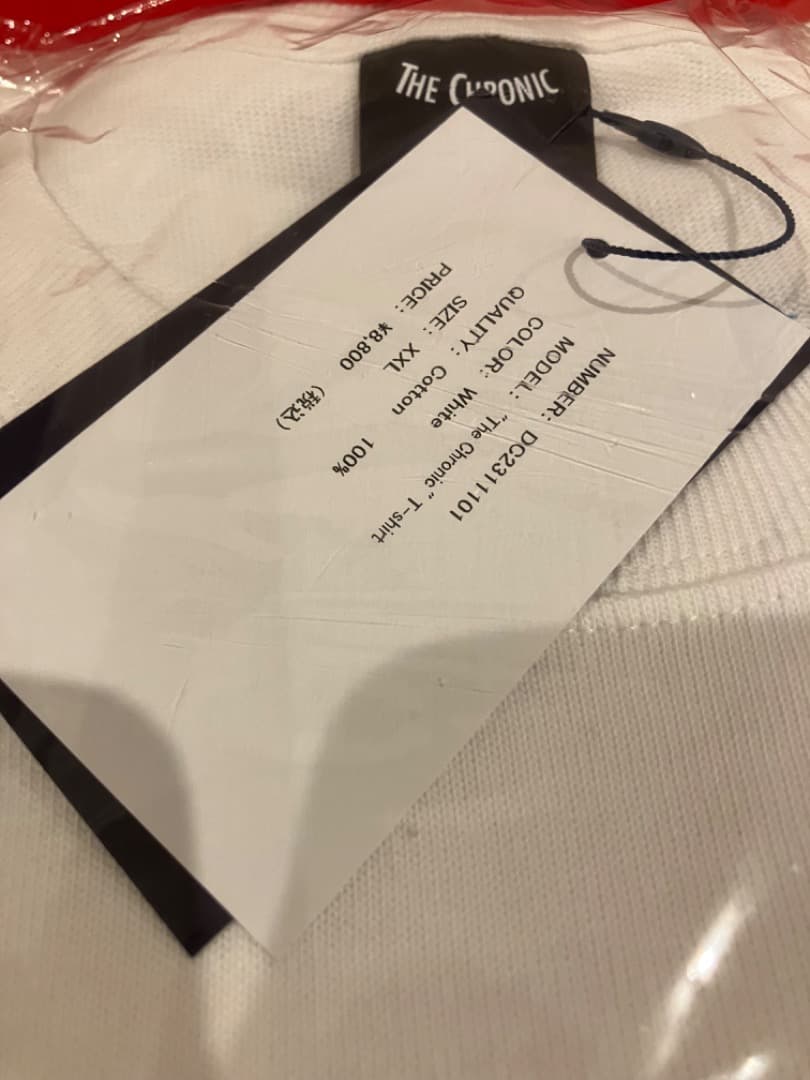 THE CHRONIC
NUMBER: DC2311101
MODEL: "The Chronic" T-shirt
COLOR: White
QUALITY: Cotton 100%
SIZE: XXL
PRICE: ¥8,800 (税込)